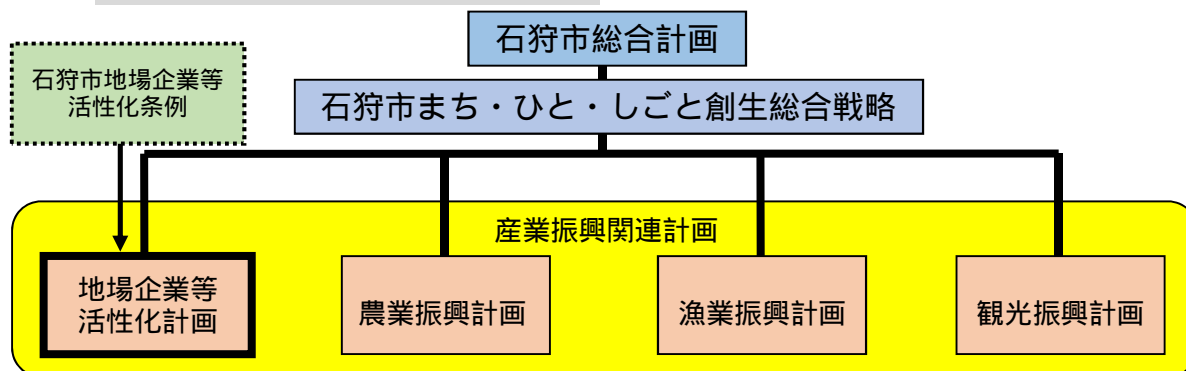 石狩市総合計画
石狩市地場企業等
活性化条例
石狩市まち・ひと・しごと創生総合戦略
産業振興関連計画
地場企業等
活性化計画
農業振興計画
漁業振興計画
観光振興計画